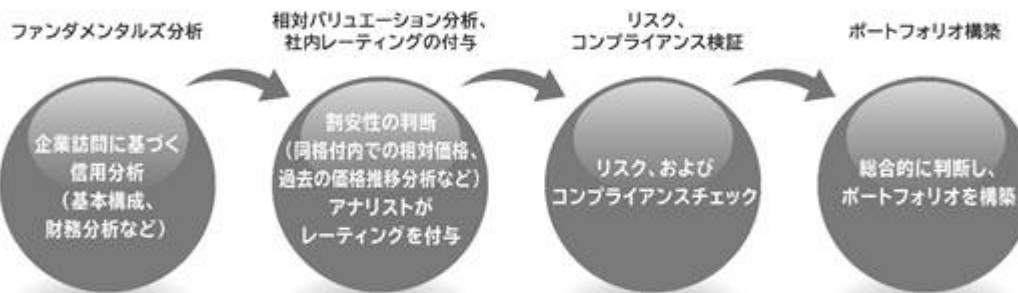 ファンダメンタルズ分析
相対バリュエーション分析、
社内レーティングの付与
リスク、
コンプライアンス検証
ポートフォリオ構築
企業訪問に基づく
信用分析
（基本構成、
財務分析など）
割安性の判断
（同格付内での相対価格、
過去の価格推移分析など）
アナリストが
レーティングを付与
リスク、および
コンプライアンスチェック
総合的に判断し、
ポートフォリオを構築